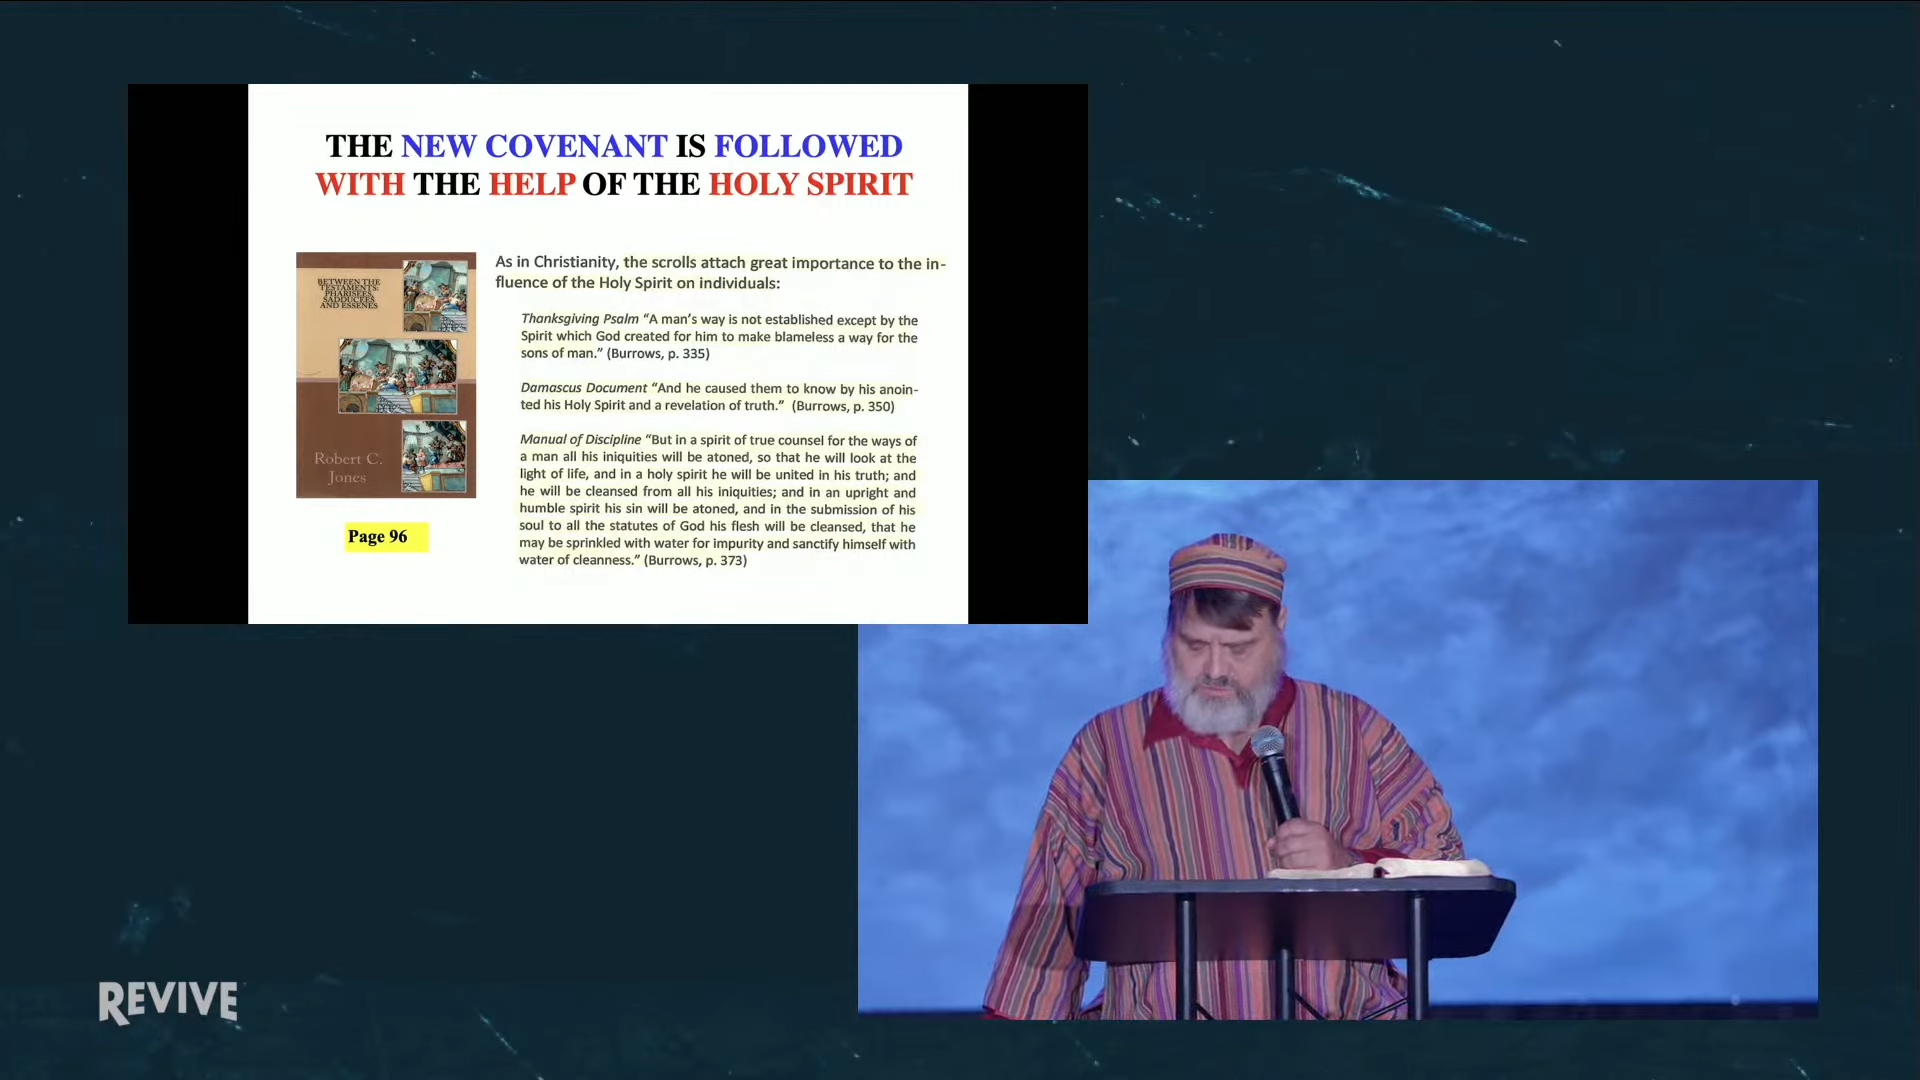 THE NEW COVENANT IS FOLLOWED
WITH THE HELP OF THE HOLY SPIRIT
BETWEEN THE
TESTAMENTS:
PHARISEES,
SADDUCEES
AND ESSENES
Robert C.
Jones
Page 96
As in Christianity, the scrolls attach great importance to the in-
fluence of the Holy Spirit on individuals:
Thanksgiving Psalm “A man’s way is not established except by the
Spirit which God created for him to make blameless a way for the
sons of man.” (Burrows, p. 335)
Damascus Document “And he caused them to know by his anoin-
ted his Holy Spirit and a revelation of truth.” (Burrows, p. 350)
Manual of Discipline “But in a spirit of true counsel for the ways of
a man all his iniquities will be atoned, so that he will look at the
light of life, and in a holy spirit he will be united in his truth; and
he will be cleansed from all his iniquities; and in an upright and
humble spirit his sin will be atoned, and in the submission of his
soul to all the statutes of God his flesh will be cleansed, that he
may be sprinkled with water for impurity and sanctify himself with
water of cleanness.” (Burrows, p. 373)
REVIVE